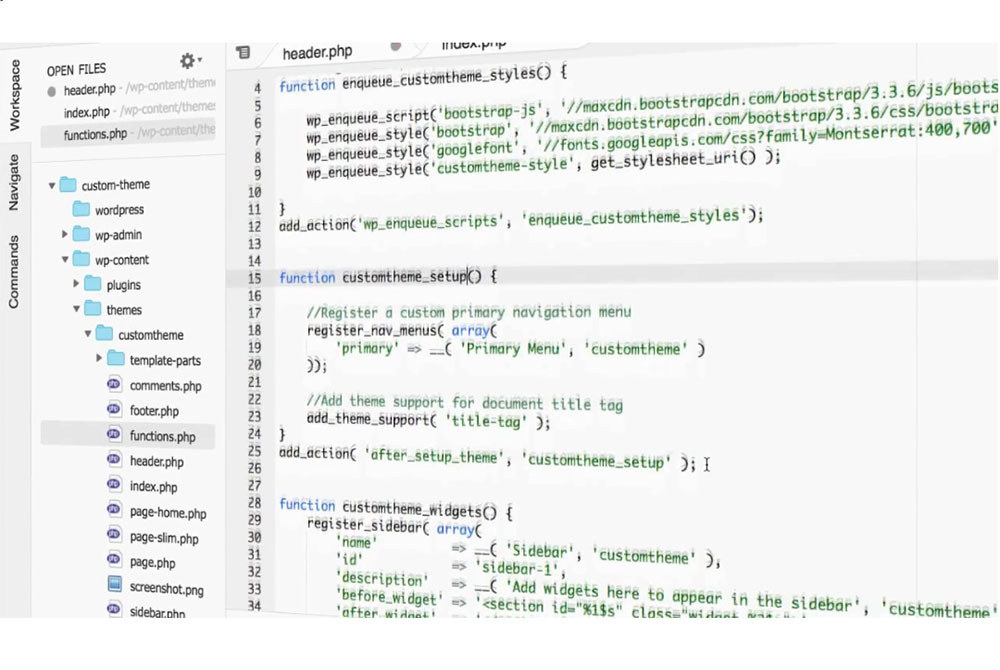 Workspace
Navigate
Commands
OPEN FILES
header.php - /wp-content/them
index.php - /wp-content/themes
functions.php - /wp-content/the
custom-theme
wordpress
wp-admin
wp-content
plugins
themes
customtheme
template-parts
comments.php
footer.php
functions.php
header.php
index.php
page-home.php
page-slim.php
page.php
screenshot.png
sidebar.php
header.php
index.php
4 function enqueue_customtheme_styles() {
5
6 wp_enqueue_script('bootstrap-js', '//maxcdn.bootstrapcdn.com/bootstrap/3.3.6/js/boots
7 wp_enqueue_style('bootstrap', '//maxcdn.bootstrapcdn.com/bootstrap/3.3.6/css/bootstra
8 wp_enqueue_style('googlefont', '//fonts.googleapis.com/css?family=Montserrat:400,700'
9 wp_enqueue_style('customtheme-style', get_stylesheet_uri() );
10
11 }
12 add_action('wp_enqueue_scripts', 'enqueue_customtheme_styles');
13
14
15 function customtheme_setup() {
16
17 //Register a custom primary navigation menu
18 register_nav_menus( array(
19 'primary' => __( 'Primary Menu', 'customtheme' )
20 ));
21
22 //Add theme support for document title tag
23 add_theme_support( 'title-tag' );
24 }
25 add_action( 'after_setup_theme', 'customtheme_setup' );
26
27
28 function customtheme_widgets() {
29 register_sidebar( array(
30 'name' => __( 'Sidebar', 'customtheme' ),
31 'id' => 'sidebar-1',
32 'description' => __( 'Add widgets here to appear in the sidebar', 'customtheme'
33 'before_widget' => '<section id="%1$s" class="widget %2$s">
34 'after_widget'